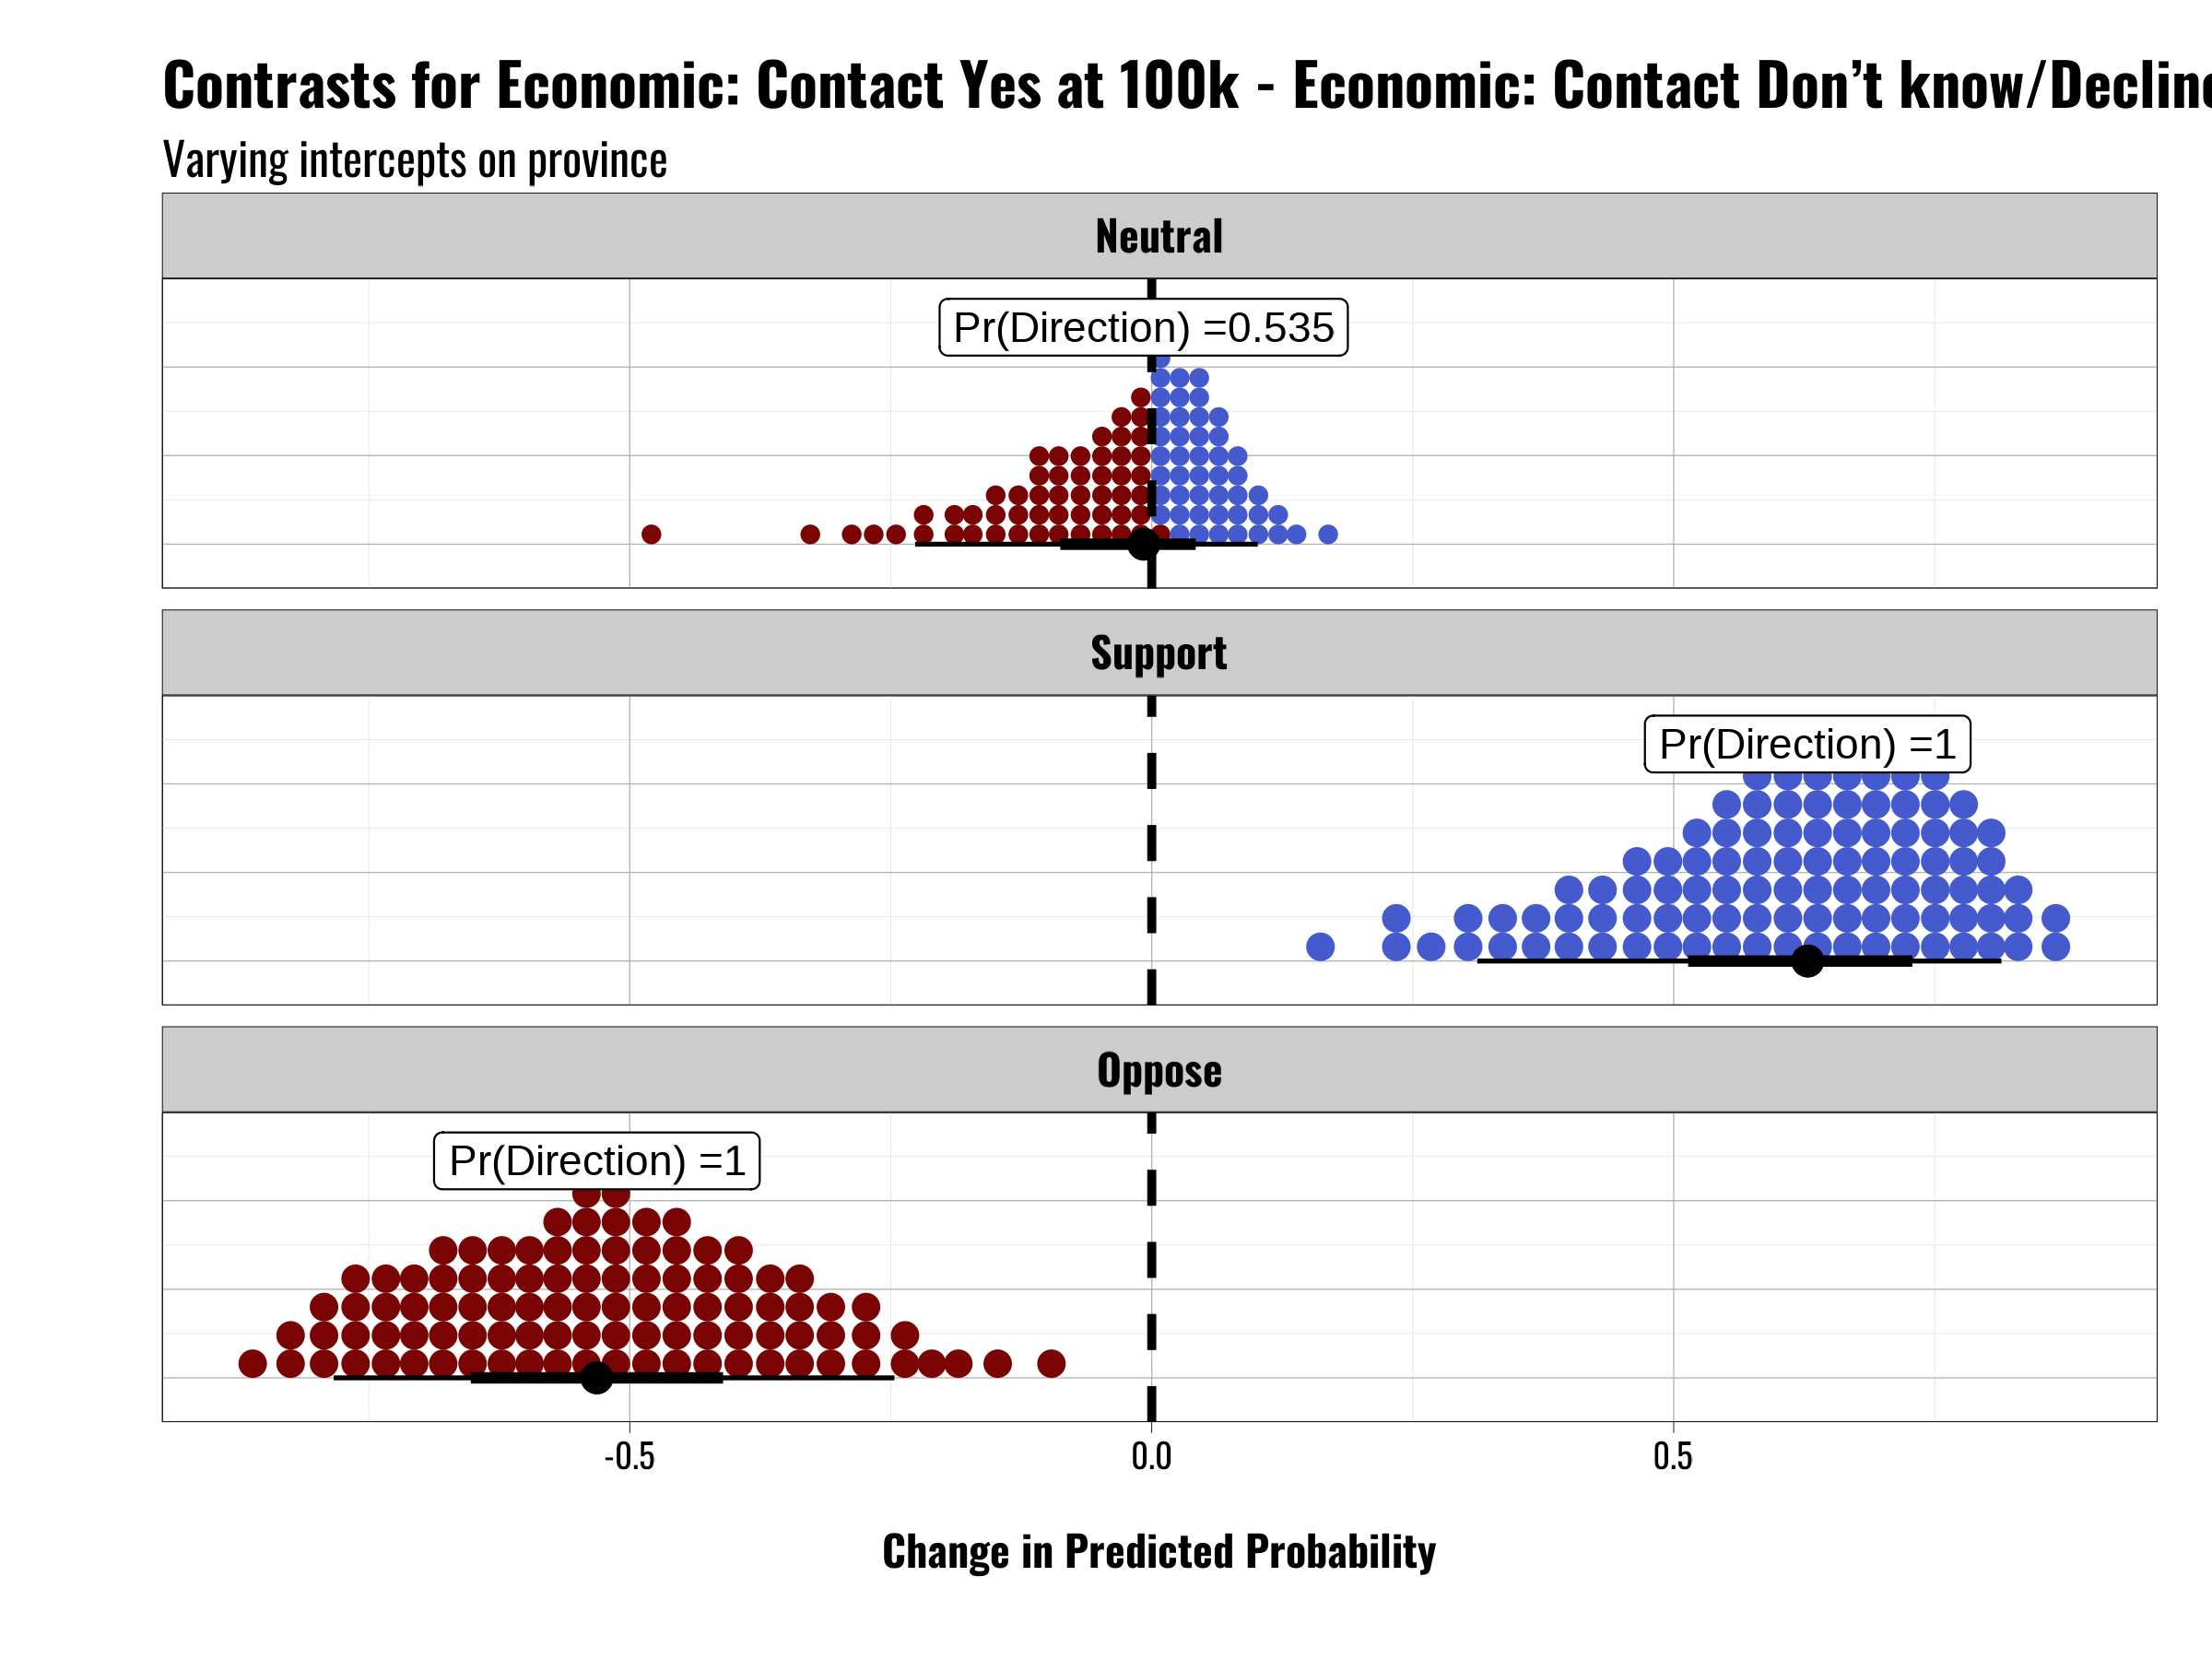 Contrasts for Economic: Contact Yes at 100k - Economic: Contact Don’t know/
Varying intercepts on province
Neutral
Pr(Direction) =0.535
Support
Pr(Direction) =1
Oppose
Pr(Direction) =1
-0.5 0.0 0.5
Change in Predicted Probability